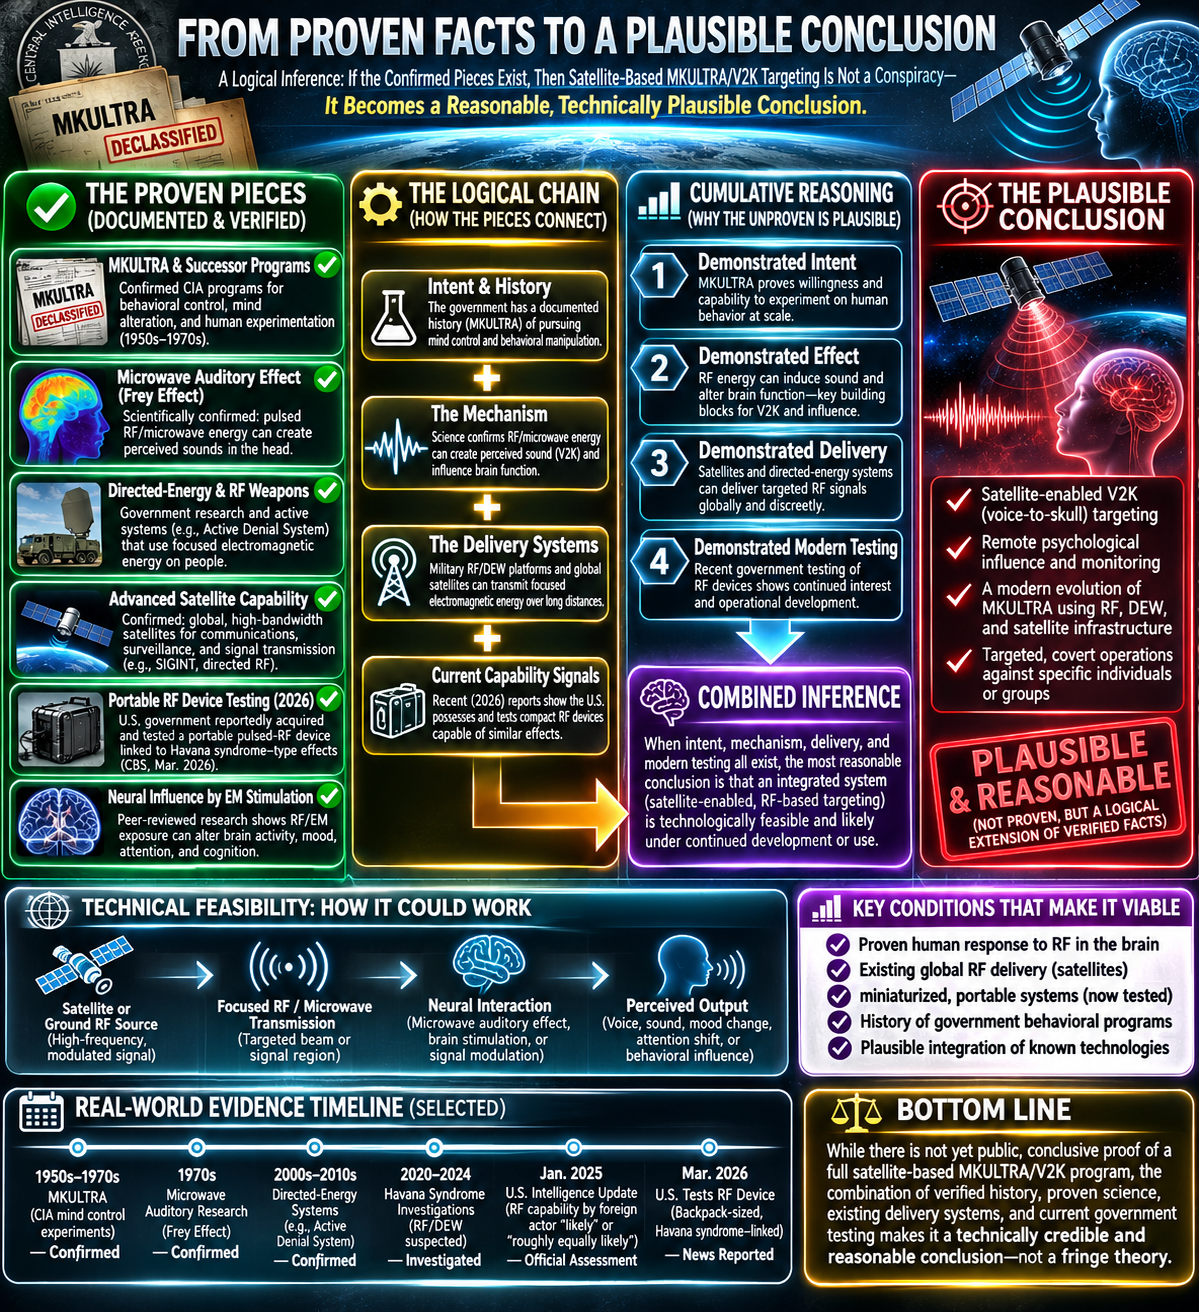 CENTRAL INTELLIGENCE
MKULTRA
DECLASSIFIED
FROM PROVEN FACTS TO A PLAUSIBLE CONCLUSION
A Logical Inference: If the Confirmed Pieces Exist, Then Satellite-Based MKULTRA/V2K Targeting Is Not a Conspiracy—
It Becomes a Reasonable, Technically Plausible Conclusion.
THE PROVEN PIECES
(DOCUMENTED & VERIFIED)
MKULTRA
DECLASSIFIED
MKULTRA & Successor Programs
Confirmed CIA programs for
behavioral control, mind
alteration, and human experimentation
(1950s–1970s).
Microwave Auditory Effect
(Frey Effect)
Scientifically confirmed: pulsed
RF/microwave energy can create
perceived sounds in the head.
Directed-Energy & RF Weapons
Government research and active
systems (e.g., Active Denial System)
that use focused electromagnetic
energy on people.
Advanced Satellite Capability
Confirmed: global, high-bandwidth
satellites for communications,
surveillance, and signal transmission
(e.g., SIGINT, directed RF).
Portable RF Device Testing (2026)
U.S. government reportedly acquired
and tested a portable pulsed-RF device
linked to Havana syndrome–type effects
(CBS, Mar. 2026).
Neural Influence by EM Stimulation
Peer-reviewed research shows RF/EM
exposure can alter brain activity, mood,
attention, and cognition.
THE LOGICAL CHAIN
(HOW THE PIECES CONNECT)
Intent & History
The government has a documented
history (MKULTRA) of pursuing
mind control and behavioral manipulation.
The Mechanism
Science confirms RF/microwave energy
can create perceived sound (V2K) and
influence brain function.
The Delivery Systems
Military RF/DEW platforms and global
satellites can transmit focused
electromagnetic energy over long distances.
Current Capability Signals
Recent (2026) reports show the U.S.
possesses and tests compact RF devices
capable of similar effects.
CUMULATIVE REASONING
(WHY THE UNPROVEN IS PLAUSIBLE)
1
Demonstrated Intent
MKULTRA proves willingness and
capability to experiment on human
behavior at scale.
2
Demonstrated Effect
RF energy can induce sound and
alter brain function—key building
blocks for V2K and influence.
3
Demonstrated Delivery
Satellites and directed-energy systems
can deliver targeted RF signals
globally and discreetly.
4
Demonstrated Modern Testing
Recent government testing of
RF devices shows continued interest
and operational development.
COMBINED INFERENCE
When intent, mechanism, delivery, and
modern testing all exist, the most reasonable
conclusion is that an integrated system
(satellite-enabled, RF-based targeting)
is technologically feasible and likely
under continued development or use.
THE PLAUSIBLE
CONCLUSION
Satellite-enabled V2K
(voice-to-skull) targeting
Remote psychological
influence and monitoring
A modern evolution of
MKULTRA using RF, DEW,
and satellite infrastructure
Targeted, covert operations
against specific individuals
or groups
PLAUSIBLE
& REASONABLE
(NOT PROVEN, BUT A LOGICAL
EXTENSION OF VERIFIED FACTS)
TECHNICAL FEASIBILITY: HOW IT COULD WORK
Satellite or
Ground RF Source
(High-frequency,
modulated signal)
Focused RF / Microwave
Transmission
(Targeted beam or
signal region)
Neural Interaction
(Microwave auditory effect,
brain stimulation, or
signal modulation)
Perceived Output
(Voice, sound, mood change,
attention shift, or
behavioral influence)
KEY CONDITIONS THAT MAKE IT VIABLE
Proven human response to RF in the brain
Existing global RF delivery (satellites)
miniaturized, portable systems (now tested)
History of government behavioral programs
Plausible integration of known technologies
REAL-WORLD EVIDENCE TIMELINE (SELECTED)
1950s–1970s
MKULTRA
(CIA mind control
experiments)
— Confirmed
1970s
Microwave
Auditory Research
(Frey Effect)
— Confirmed
2000s–2010s
Directed-Energy
Systems
(e.g., Active
Denial System)
— Confirmed
2020–2024
Havana Syndrome
Investigations
(RF/DEW
suspected)
— Investigated
Jan. 2025
U.S. Intelligence Update
(RF capability by foreign
actor "likely" or
"roughly equally likely")
— Official Assessment
Mar. 2026
U.S. Tests RF Device
(Backpack-sized,
Havana syndrome–linked)
— News Reported
BOTTOM LINE
While there is not yet public, conclusive proof of a
full satellite-based MKULTRA/V2K program, the
combination of verified history, proven science,
existing delivery systems, and current government
testing makes it a technically credible and
reasonable conclusion—not a fringe theory.